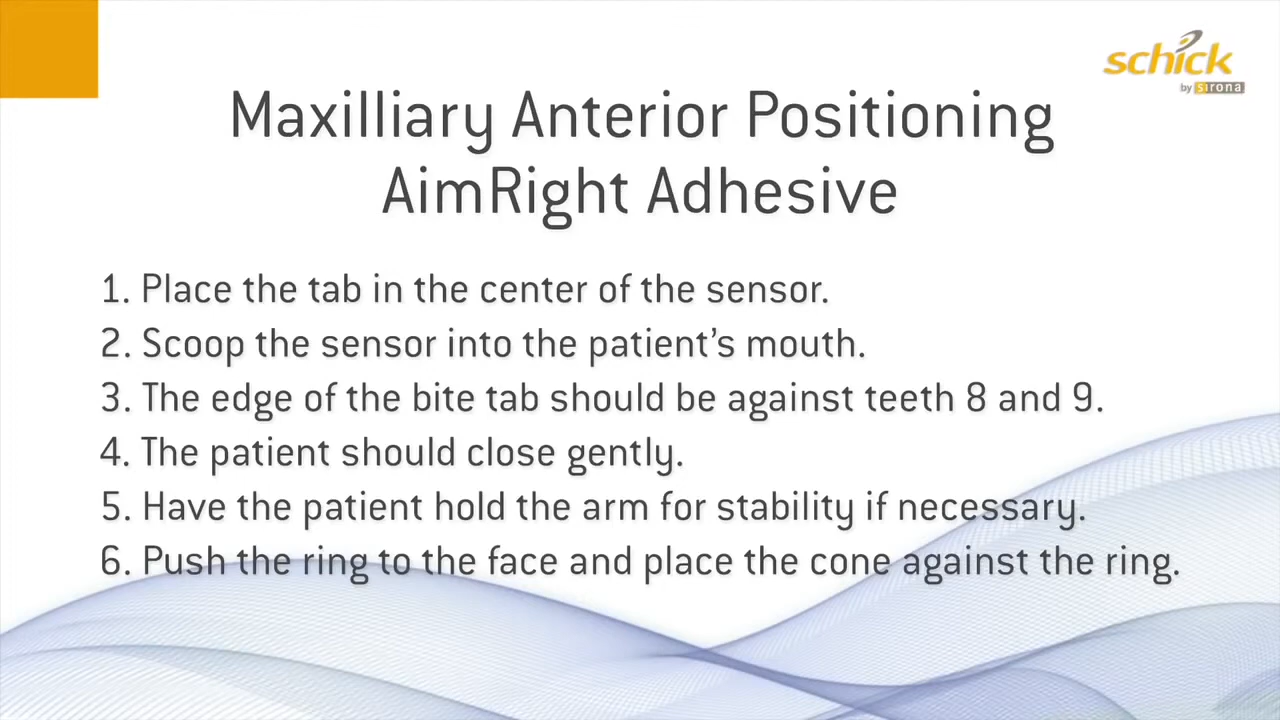 schick
by sirona
Maxilliary Anterior Positioning
AimRight Adhesive
1. Place the tab in the center of the sensor.
2. Scoop the sensor into the patient’s mouth.
3. The edge of the bite tab should be against teeth 8 and 9.
4. The patient should close gently.
5. Have the patient hold the arm for stability if necessary.
6. Push the ring to the face and place the cone against the ring.